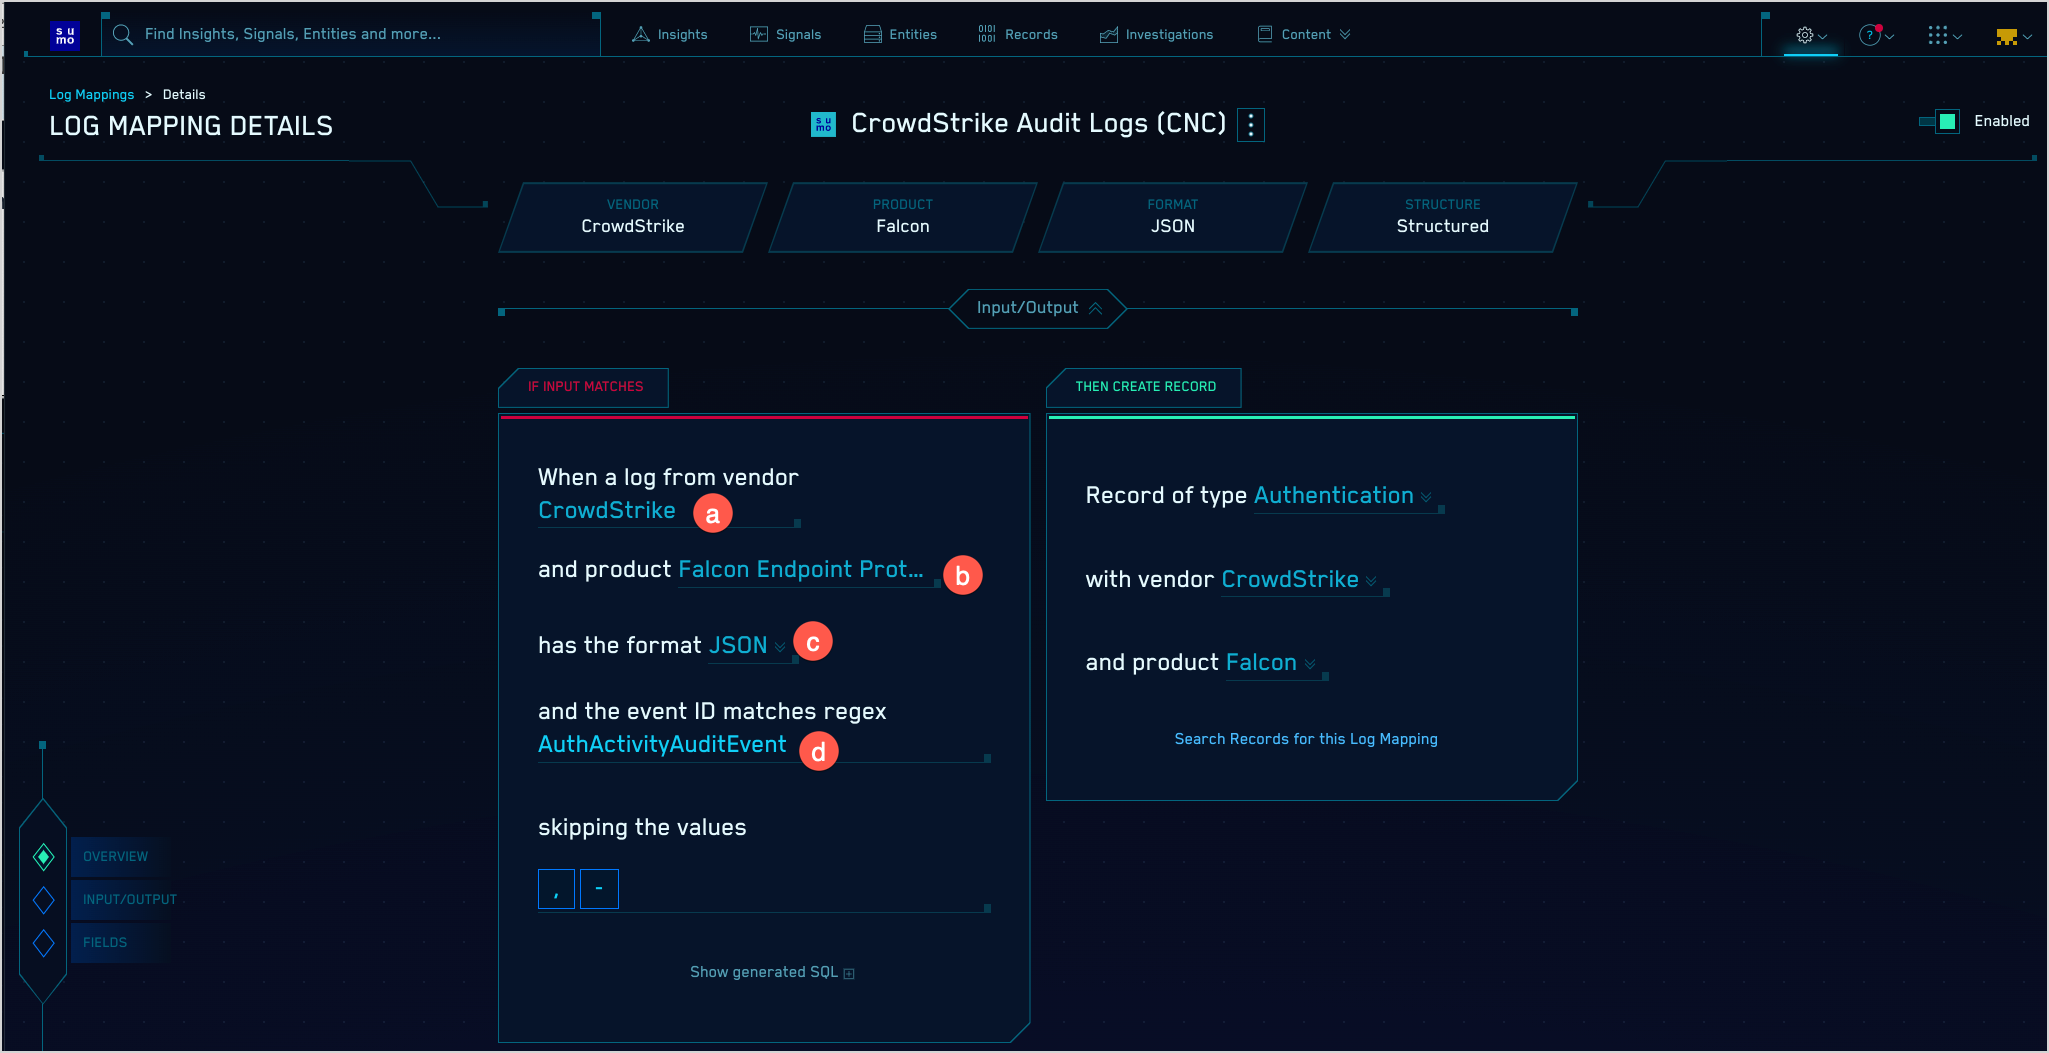 su
mo
Find Insights, Signals, Entities and more...
Insights
Signals
Entities
Records
Investigations
Content
?
Log Mappings > Details
LOG MAPPING DETAILS
su
mo
CrowdStrike Audit Logs (CNC)
Enabled
VENDOR
CrowdStrike
PRODUCT
Falcon
FORMAT
JSON
STRUCTURE
Structured
Input/Output
IF INPUT MATCHES
When a log from vendor
CrowdStrike a
and product Falcon Endpoint Prot... b
has the format JSON c
and the event ID matches regex
AuthActivityAuditEvent d
skipping the values
, -
Show generated SQL
THEN CREATE RECORD
Record of type Authentication
with vendor CrowdStrike
and product Falcon
Search Records for this Log Mapping
OVERVIEW
INPUT/OUTPUT
FIELDS